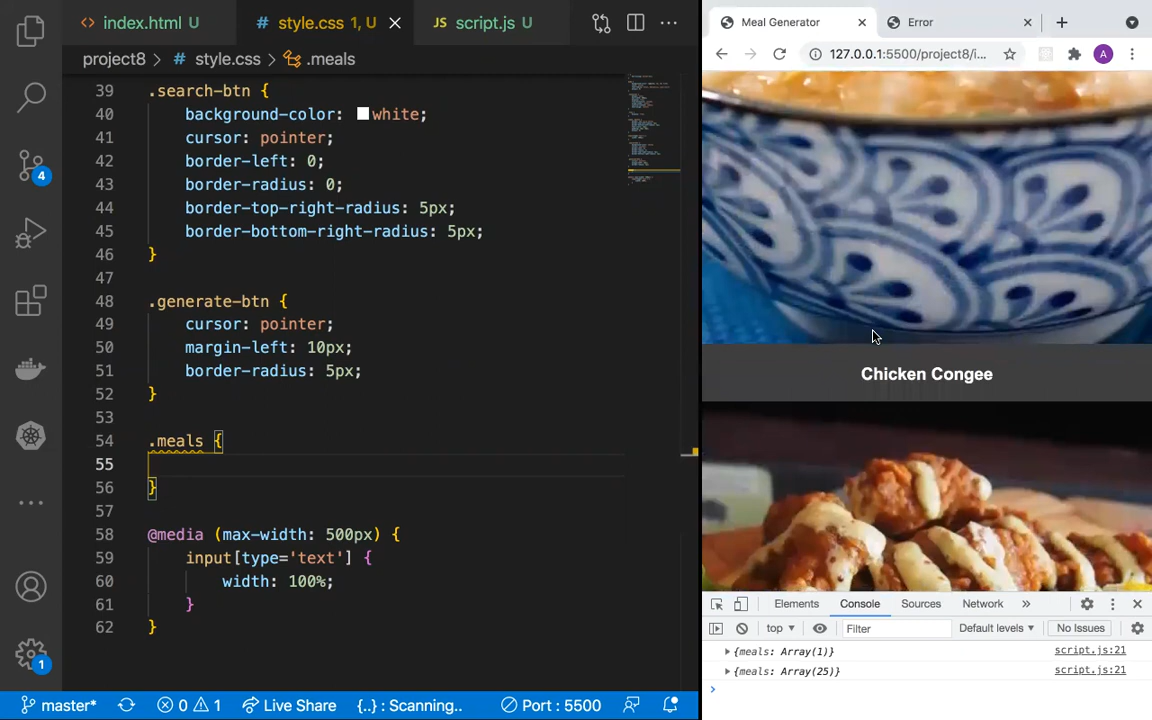 index.html U
# style.css 1, U
JS script.js U
project8 > # style.css > .meals
39 .search-btn {
40 background-color: white;
41 cursor: pointer;
42 border-left: 0;
43 border-radius: 0;
44 border-top-right-radius: 5px;
45 border-bottom-right-radius: 5px;
46 }
47
48 .generate-btn {
49 cursor: pointer;
50 margin-left: 10px;
51 border-radius: 5px;
52 }
53
54 .meals {
55
56 }
57
58 @media (max-width: 500px) {
59 input[type='text'] {
60 width: 100%;
61 }
62 }
4
1
master* 0 1 Live Share {..} : Scanning.. Port : 5500
Meal Generator
Error
127.0.0.1:5500/project8/i...
A
Chicken Congee
Elements Console Sources Network »
top Filter Default levels No Issues
{meals: Array(1)} script.js:21
{meals: Array(25)} script.js:21